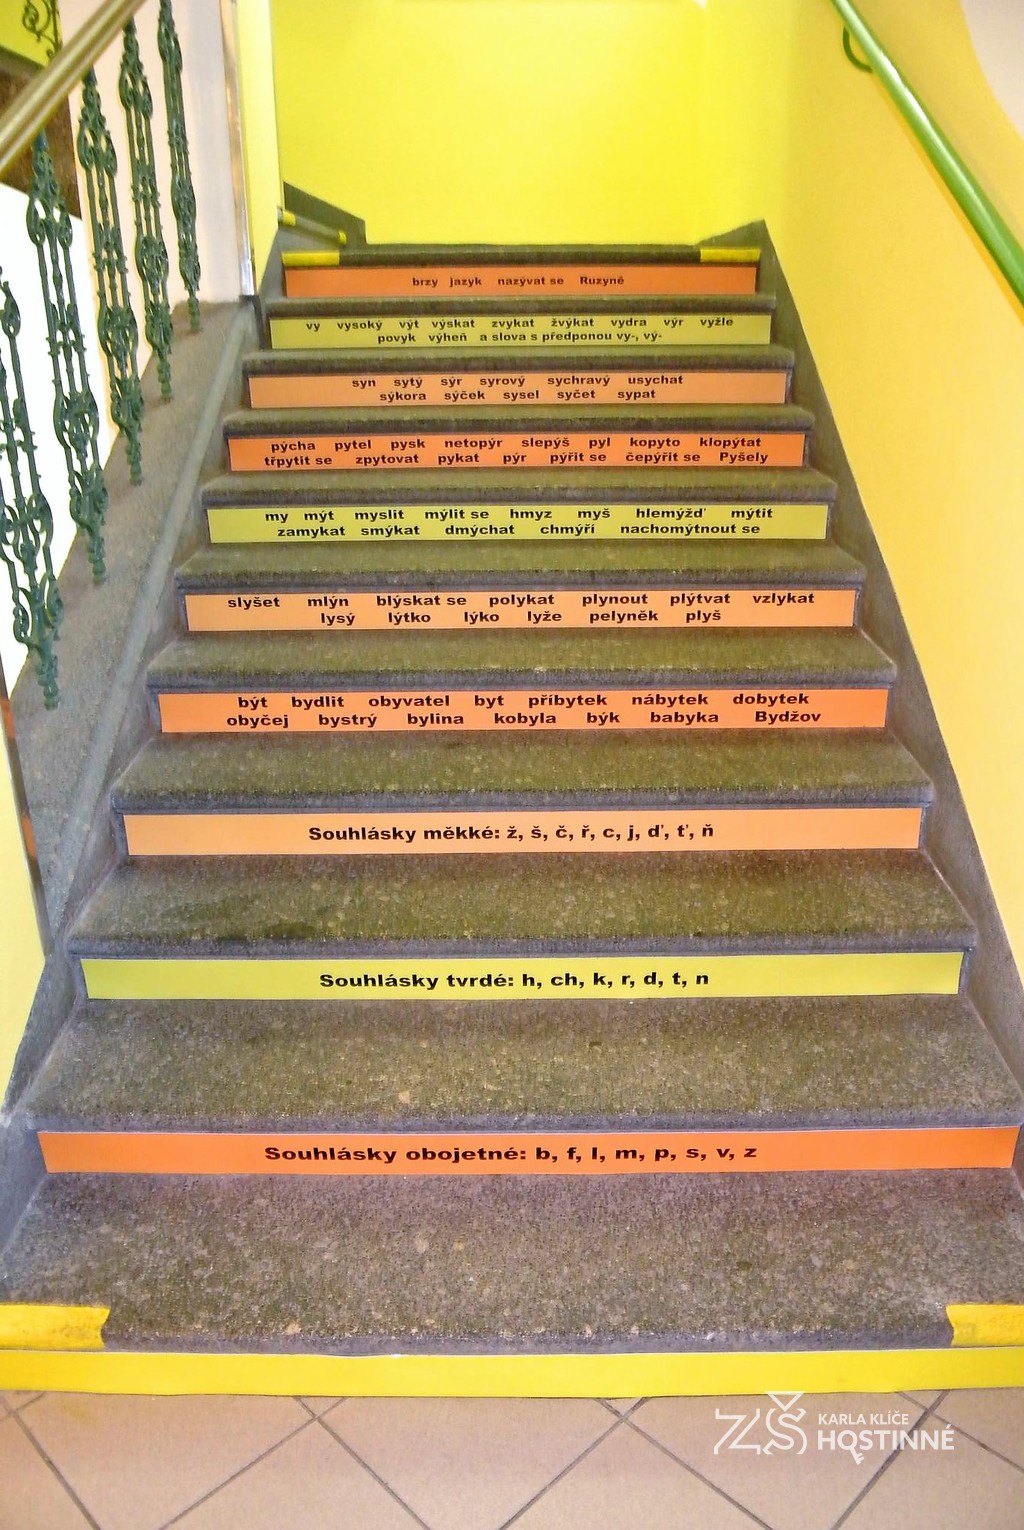 brzy jazyk nazývat se Ruzyně
vy vysoký výt výskat zvykat žvýkat vydra výr vyžle
povyk výheň a slova s předponou vy-, vý-
syn sytý sýr syrový sychravý usychat
sýkora sýček sysel syčet sypat
pýcha pytel pysk netopýr slepýš pyl kopyto klopýtat
třpytit se zpytovat pykat pýr pýřit se čepýřit se Pyšely
my mýt myslit mýlit se hmyz myš hlemýžď mýtit
zamykat smýkat dmýchat chmýří nachomýtnout se
slyšet mlýn blýskat se polykat plynout plýtvat vzlykat
lysý lýtko lýko lyže pelyněk plyš
být bydlit obyvatel byt příbytek nábytek dobytek
obyčej bystrý bylina kobyla býk babyka Bydžov
Souhlásky měkké: ž, š, č, ř, c, j, ď, ť, ň
Souhlásky tvrdé: h, ch, k, r, d, t, n
Souhlásky obojetné: b, f, l, m, p, s, v, z
ZŠ KARLA KLÍČE
HOSTINNÉ